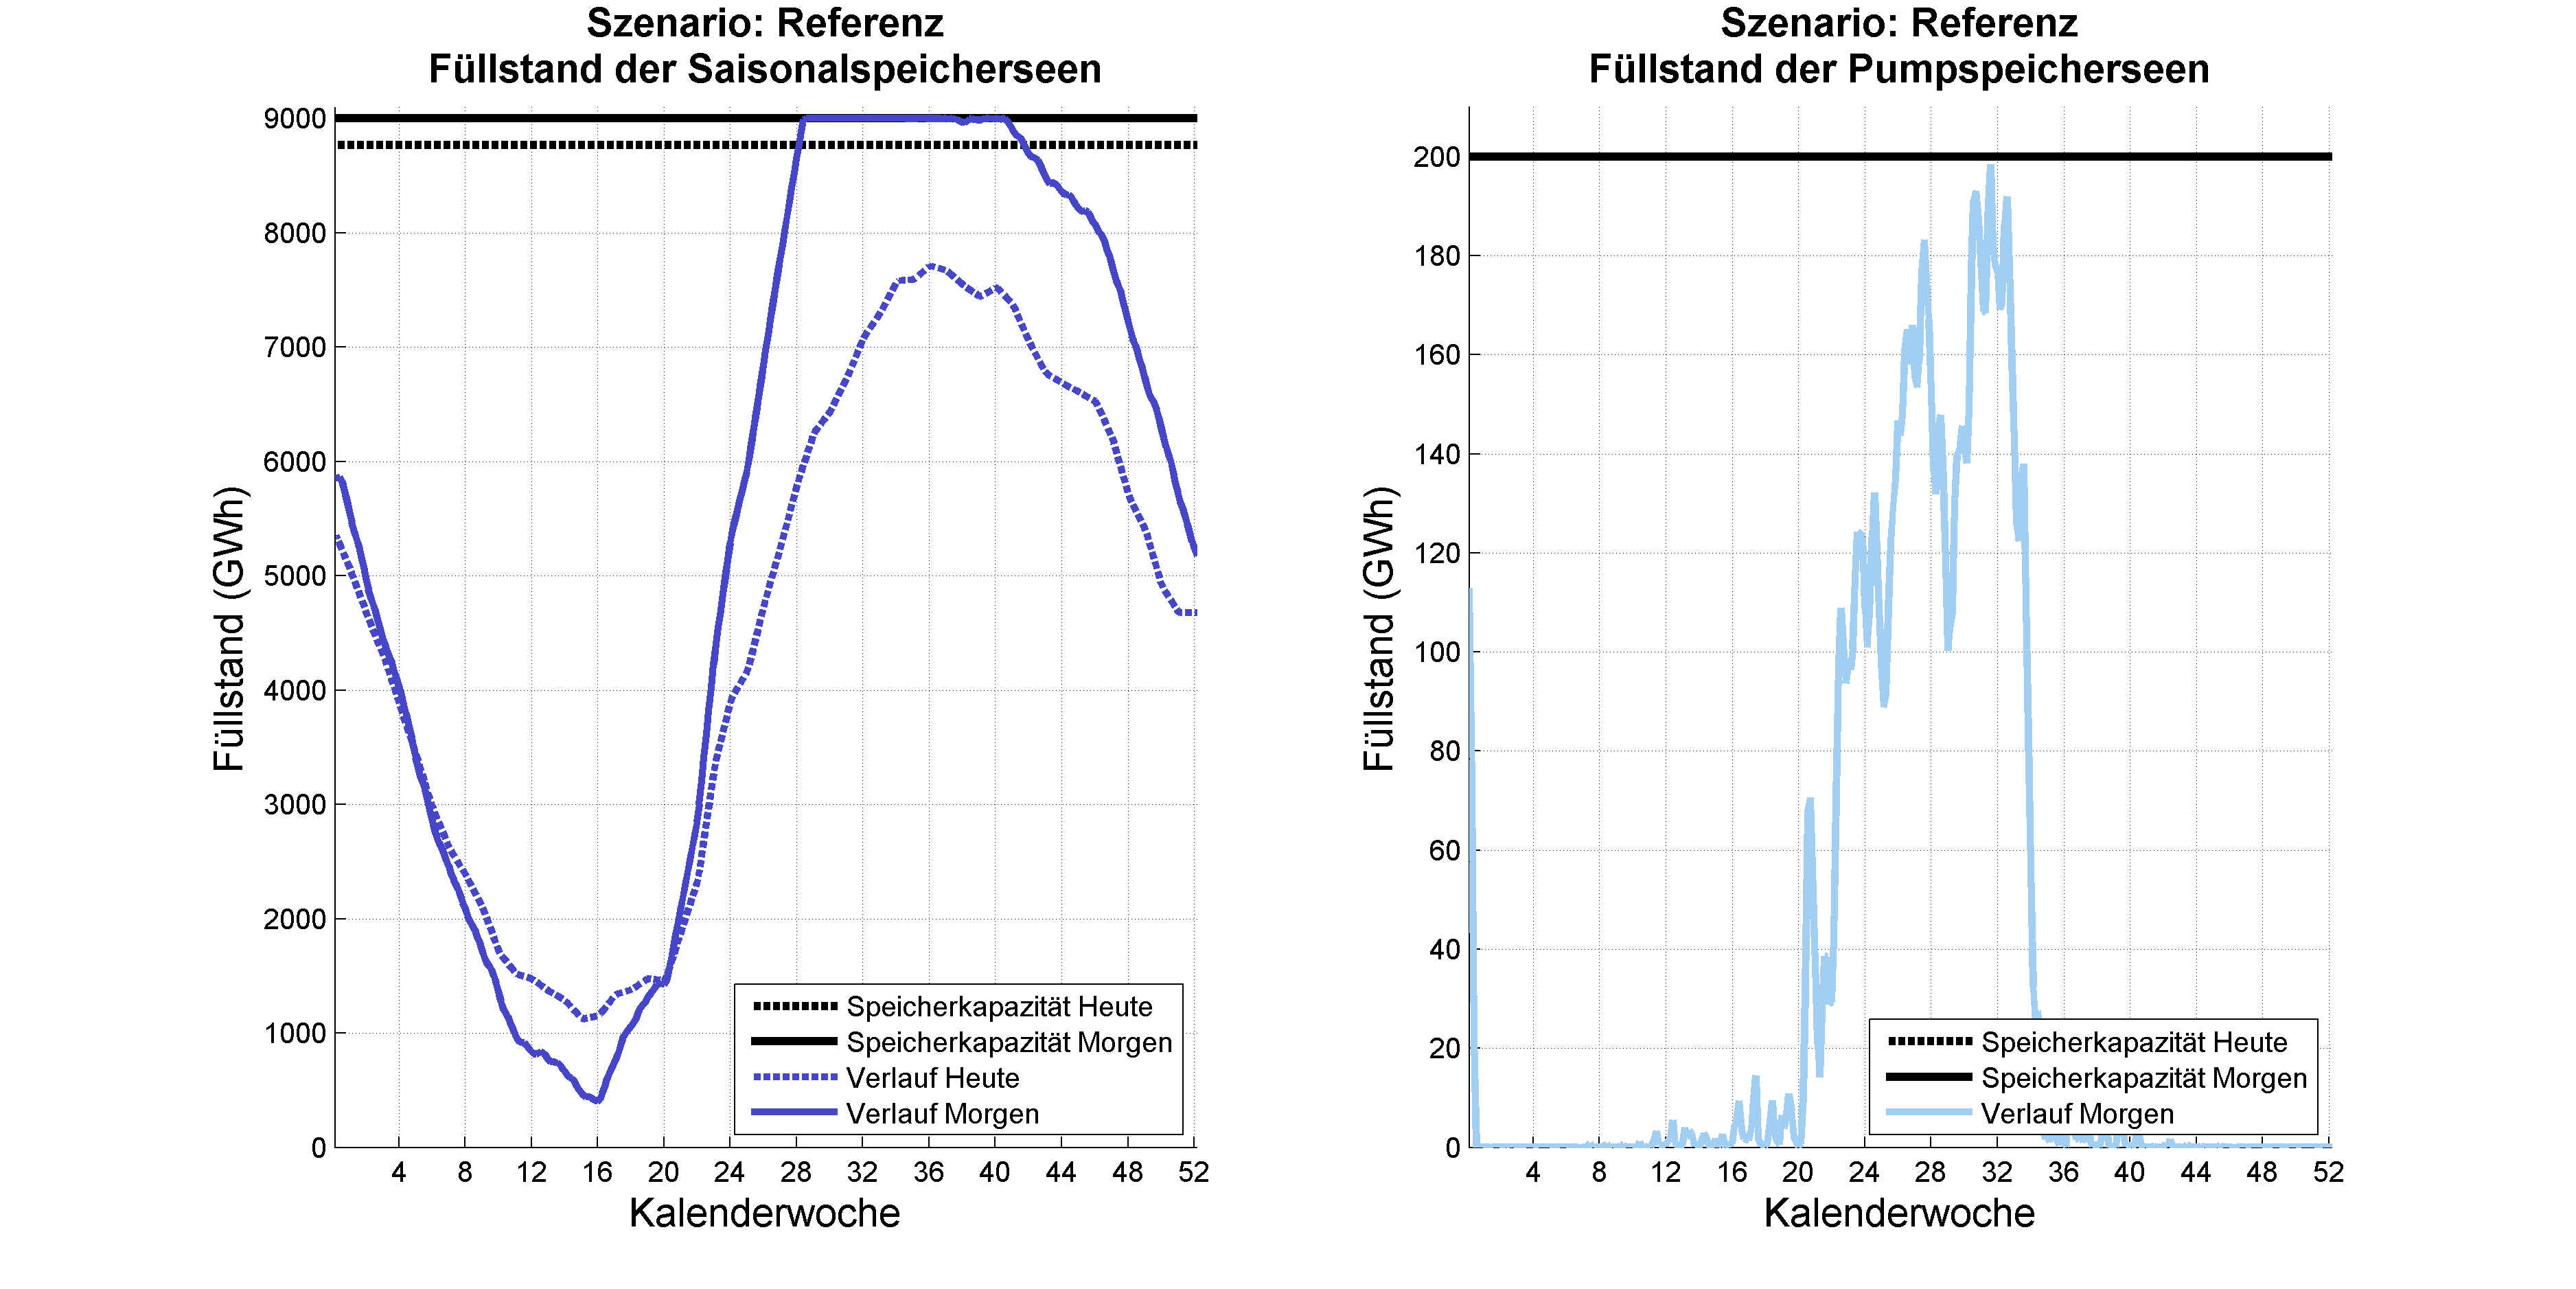 Szenario: Referenz
Füllstand der Saisonalspeicherseen
9000
8000
7000
6000
5000
4000
3000
2000
1000
0
Füllstand (GWh)
4 8 12 16 20 24 28 32 36 40 44 48 52
Kalenderwoche
Speicherkapazität Heute
Speicherkapazität Morgen
Verlauf Heute
Verlauf Morgen
Szenario: Referenz
Füllstand der Pumpspeicherseen
200
180
160
140
120
100
80
60
40
20
0
Füllstand (GWh)
4 8 12 16 20 24 28 32 36 40 44 48 52
Kalenderwoche
Speicherkapazität Heute
Speicherkapazität Morgen
Verlauf Morgen